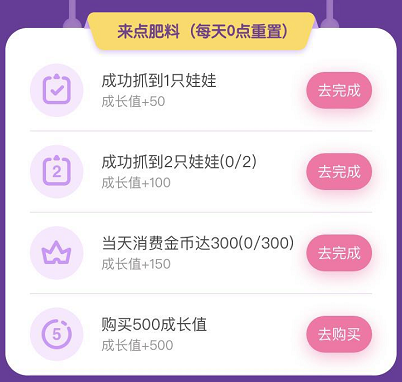 来点肥料（每天0点重置）
成功抓到1只娃娃
成长值+50
去完成
2
成功抓到2只娃娃(0/2)
成长值+100
去完成
当天消费金币达300(0/300)
成长值+150
去完成
5
购买500成长值
成长值+500
去购买